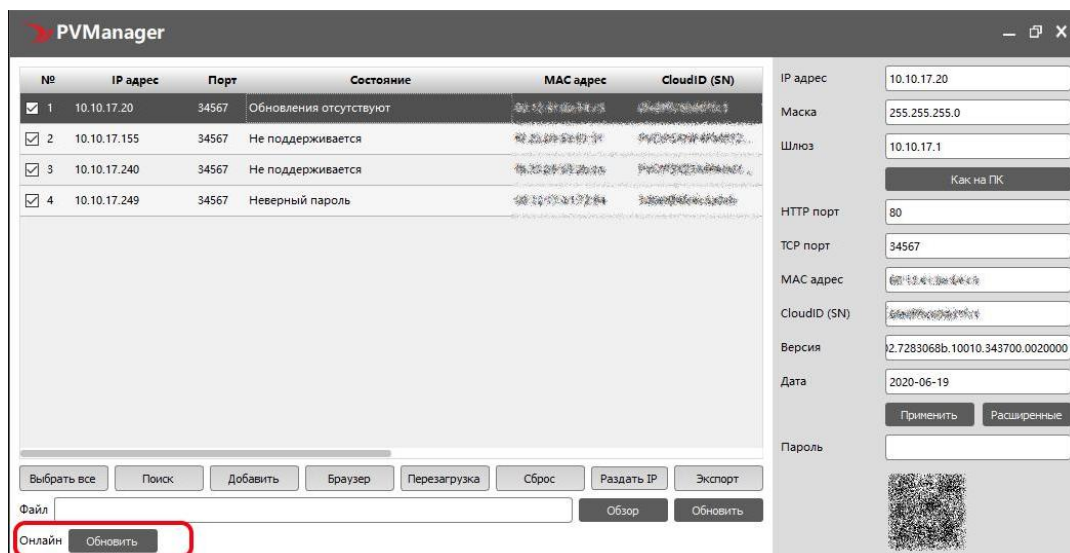 PVManager
№ IP адрес Порт Состояние MAC адрес CloudID (SN)
1 10.10.17.20 34567 Обновления отсутствуют
2 10.10.17.155 34567 Не поддерживается
3 10.10.17.240 34567 Не поддерживается
4 10.10.17.249 34567 Неверный пароль
Выбрать все Поиск Добавить Браузер Перезагрузка Сброс Раздать IP Экспорт
Файл Обзор Обновить
Онлайн Обновить
IP адрес 10.10.17.20
Маска 255.255.255.0
Шлюз 10.10.17.1
Как на ПК
HTTP порт 80
TCP порт 34567
MAC адрес
CloudID (SN)
Версия 02.7283068b.10010.343700.0020000
Дата 2020-06-19
Применить Расширенные
Пароль